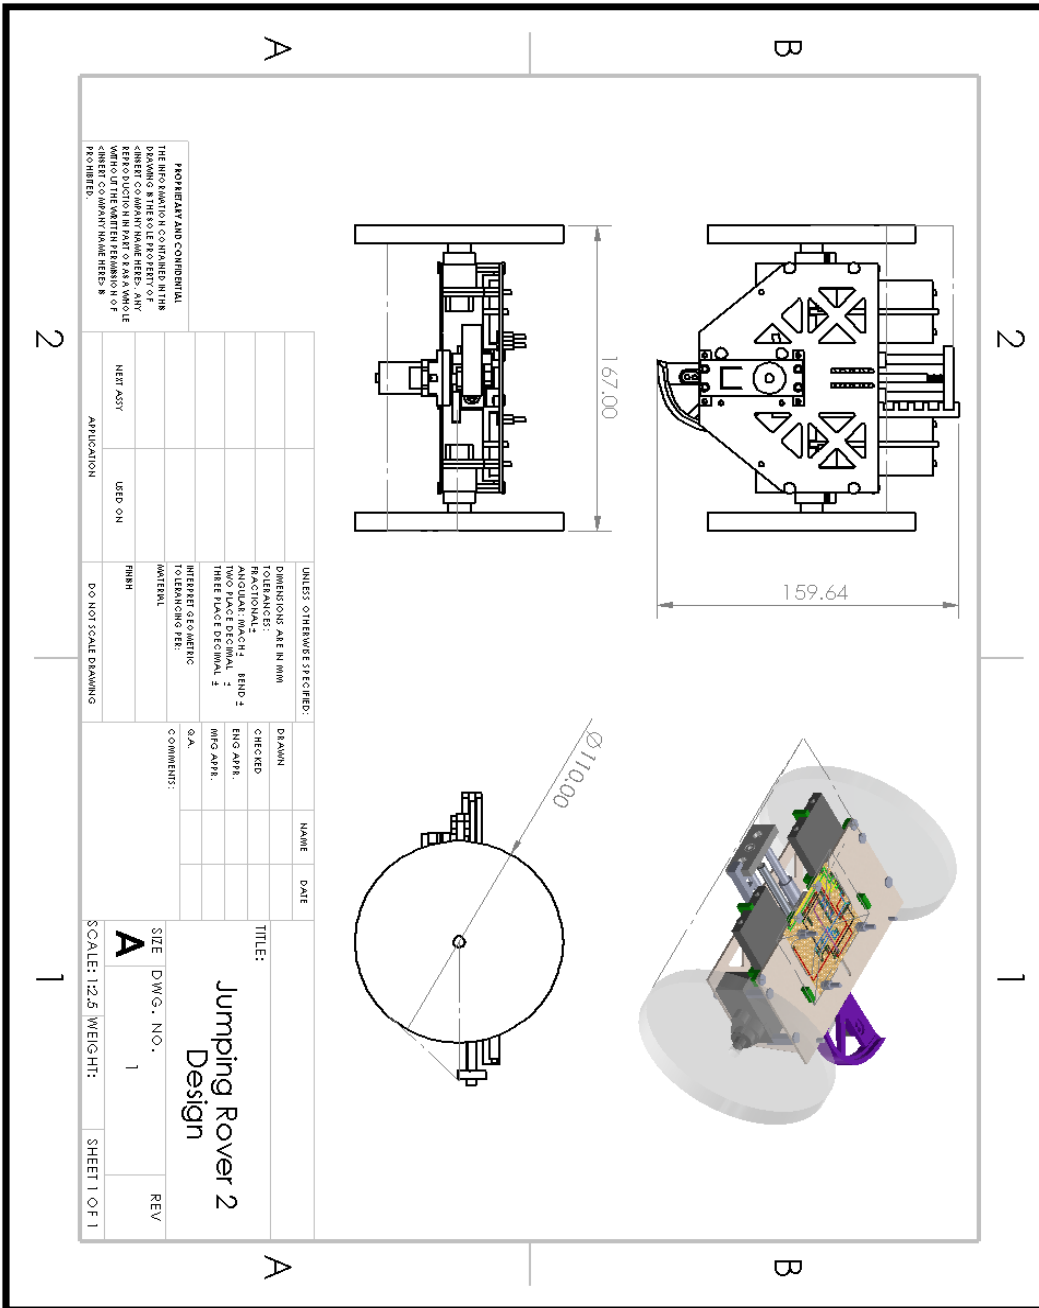 A
B
2
1
A
B
2
1
167.00
159.64
Ø110.00
PROPRIETARY AND CONFIDENTIAL
THE INFORMATION CONTAINED IN THIS
DRAWING IS THE SOLE PROPERTY OF
<INSERT COMPANY NAME HERE>. ANY
REPRODUCTION IN PART OR AS A WHOLE
WITHOUT THE WRITTEN PERMISSION OF
<INSERT COMPANY NAME HERE> IS
PROHIBITED.
NEXT ASSY
USED ON
APPLICATION
UNLESS OTHERWISE SPECIFIED:
DIMENSIONS ARE IN MM
TOLERANCES:
FRACTIONAL ±
ANGULAR: MACH ± BEND ±
TWO PLACE DECIMAL ±
THREE PLACE DECIMAL ±
INTERPRET GEOMETRIC
TOLERANCING PER:
MATERIAL
FINISH
DO NOT SCALE DRAWING
NAME
DATE
DRAWN
CHECKED
ENG APPR.
MFG APPR.
Q.A.
COMMENTS:
TITLE:
Jumping Rover 2
Design
SIZE
DWG. NO.
REV
A
1
SCALE: 1:2.5
WEIGHT:
SHEET 1 OF 1